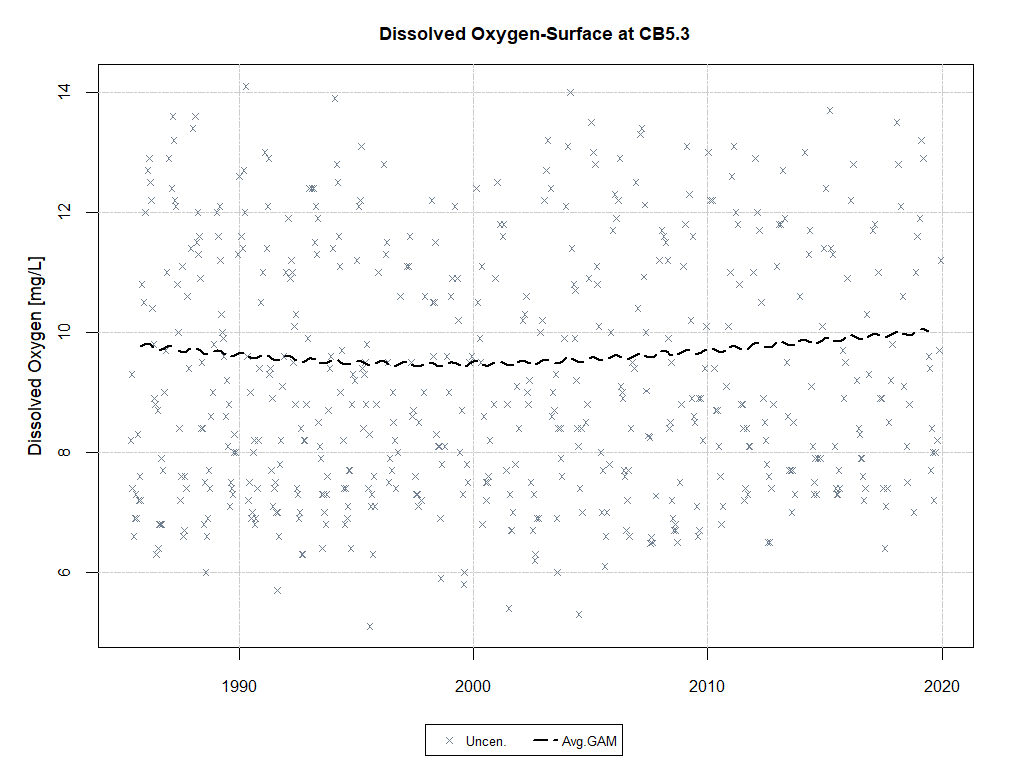 Dissolved Oxygen-Surface at CB5.3
Dissolved Oxygen [mg/L]
14
12
10
8
6
1990 2000 2010 2020
Uncen. Avg.GAM